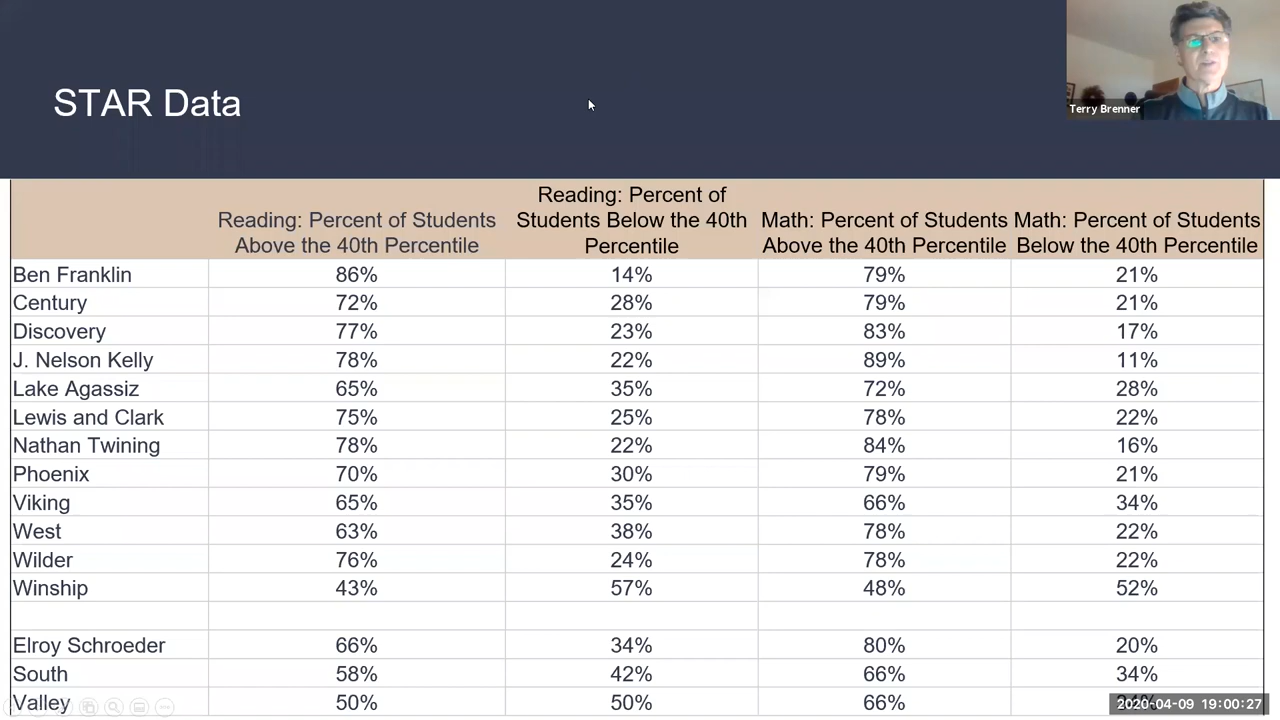 STAR Data
Terry Brenner
Reading: Percent of Students Above the 40th Percentile
Reading: Percent of Students Below the 40th Percentile
Math: Percent of Students Above the 40th Percentile
Math: Percent of Students Below the 40th Percentile
Ben Franklin 86% 14% 79% 21%
Century 72% 28% 79% 21%
Discovery 77% 23% 83% 17%
J. Nelson Kelly 78% 22% 89% 11%
Lake Agassiz 65% 35% 72% 28%
Lewis and Clark 75% 25% 78% 22%
Nathan Twining 78% 22% 84% 16%
Phoenix 70% 30% 79% 21%
Viking 65% 35% 66% 34%
West 63% 38% 78% 22%
Wilder 76% 24% 78% 22%
Winship 43% 57% 48% 52%
Elroy Schroeder 66% 34% 80% 20%
South 58% 42% 66% 34%
Valley 50% 50% 66%
2020-04-09 19:00:27